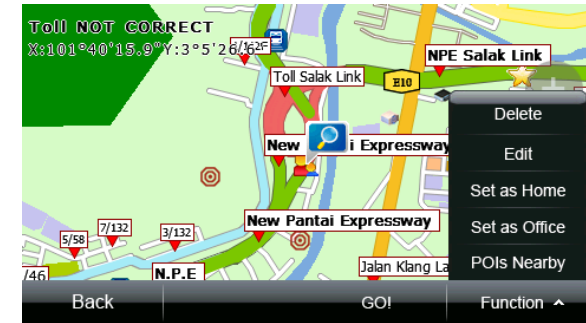 Toll NOT CORRECT
X:101°40'15.9"Y:3°5'26.6"
NPE Salak Link
Toll Salak Link
E10
Delete
New i Expressway
Edit
Set as Home
New Pantai Expressway
Set as Office
7/132
3/132
5/58
Jalan Klang La
POIs Nearby
/46
N.P.E
Back
GO!
Function